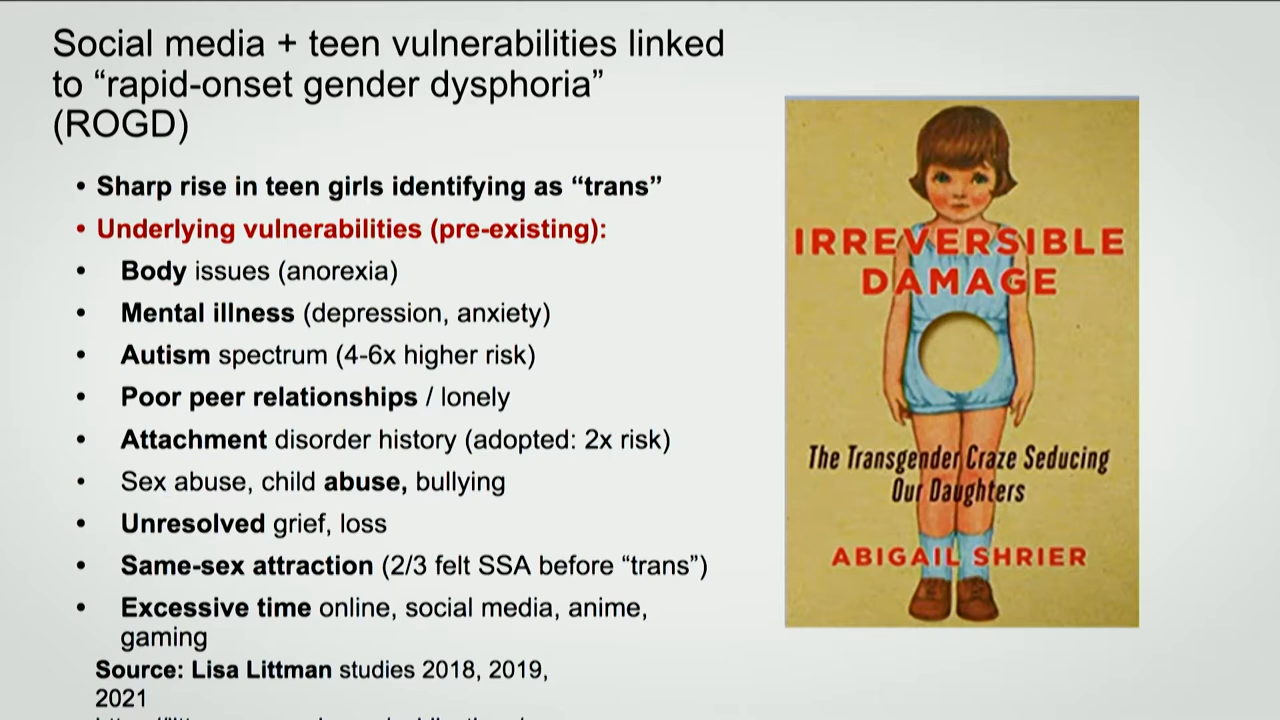 Social media + teen vulnerabilities linked
to “rapid-onset gender dysphoria”
(ROGD)
• Sharp rise in teen girls identifying as “trans”
• Underlying vulnerabilities (pre-existing):
• Body issues (anorexia)
• Mental illness (depression, anxiety)
• Autism spectrum (4-6x higher risk)
• Poor peer relationships / lonely
• Attachment disorder history (adopted: 2x risk)
• Sex abuse, child abuse, bullying
• Unresolved grief, loss
• Same-sex attraction (2/3 felt SSA before “trans”)
• Excessive time online, social media, anime,
gaming
Source: Lisa Littman studies 2018, 2019,
2021
IRREVERSIBLE
DAMAGE
The Transgender Craze Seducing
Our Daughters
ABIGAIL SHRIER